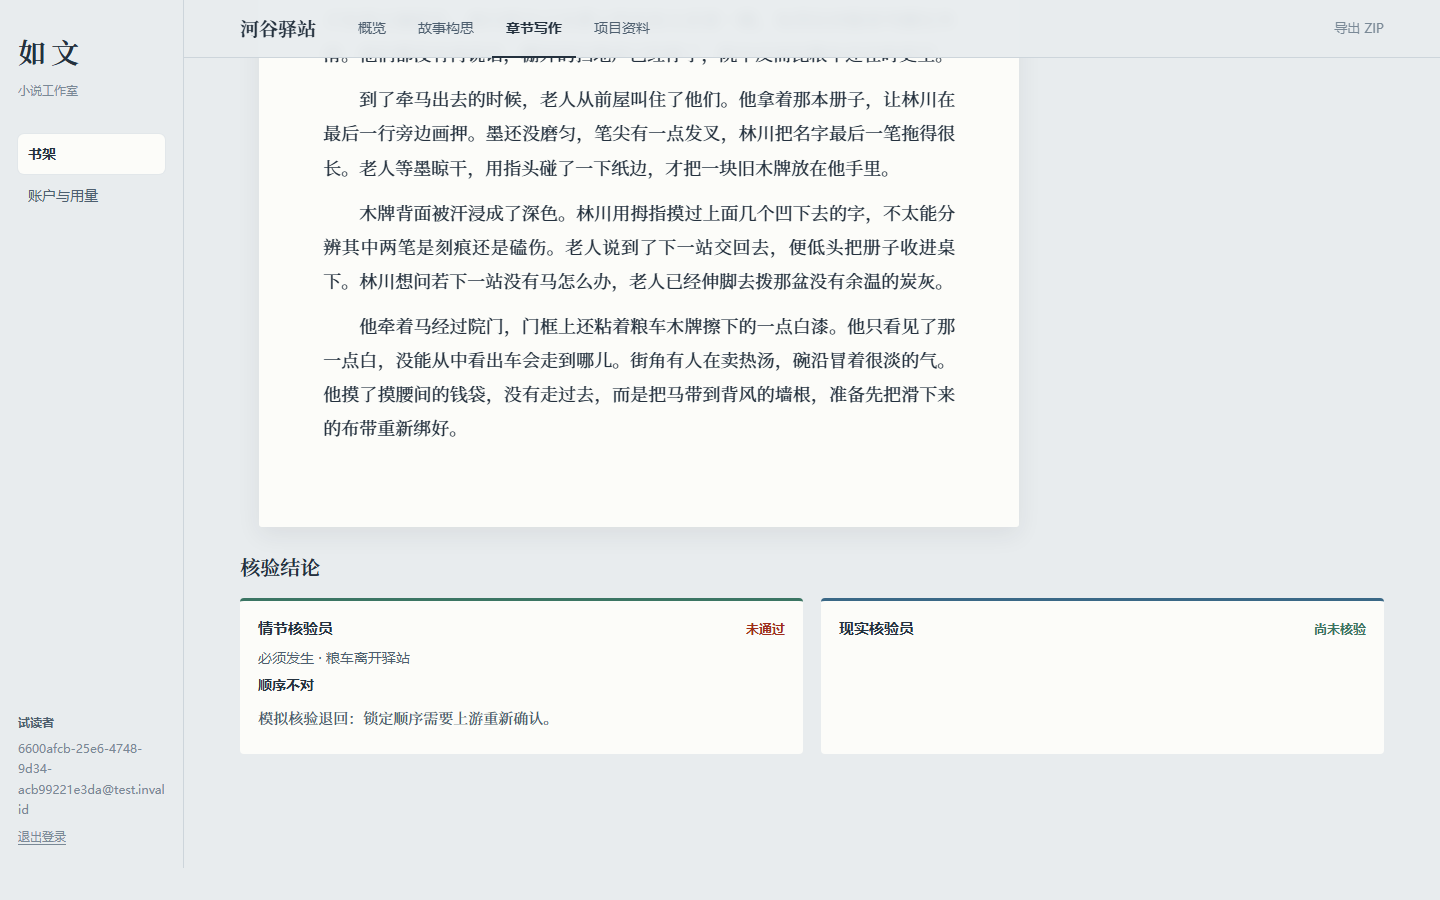 如文
小说工作室
书架
账户与用量
试读者
6600afcb-25e6-4748-
9d34-
acb99221e3da@test.inval
id
退出登录
河谷驿站
概览
故事构思
章节写作
项目资料
导出 ZIP
到了牵马出去的时候，老人从前屋叫住了他们。他拿着那本册子，让林川在
最后一行旁边画押。墨还没磨匀，笔尖有一点发叉，林川把名字最后一笔拖得很
长。老人等墨晾干，用指头碰了一下纸边，才把一块旧木牌放在他手里。
木牌背面被汗浸成了深色。林川用拇指摸过上面几个凹下去的字，不太能分
辨其中两笔是刻痕还是磕伤。老人说到了下一站交回去，便低头把册子收进桌
下。林川想问若下一站没有马怎么办，老人已经伸脚去拨那盆没有余温的炭灰。
他牵着马经过院门，门框上还粘着粮车木牌擦下的一点白漆。他只看见了那
一点白，没能从中看出车会走到哪儿。街角有人在卖热汤，碗沿冒着很淡的气。
他摸了摸腰间的钱袋，没有走过去，而是把马带到背风的墙根，准备先把滑下来
的布带重新绑好。
核验结论
情节核验员
未通过
必须发生 · 粮车离开驿站
顺序不对
模拟核验退回：锁定顺序需要上游重新确认。
现实核验员
尚未核验